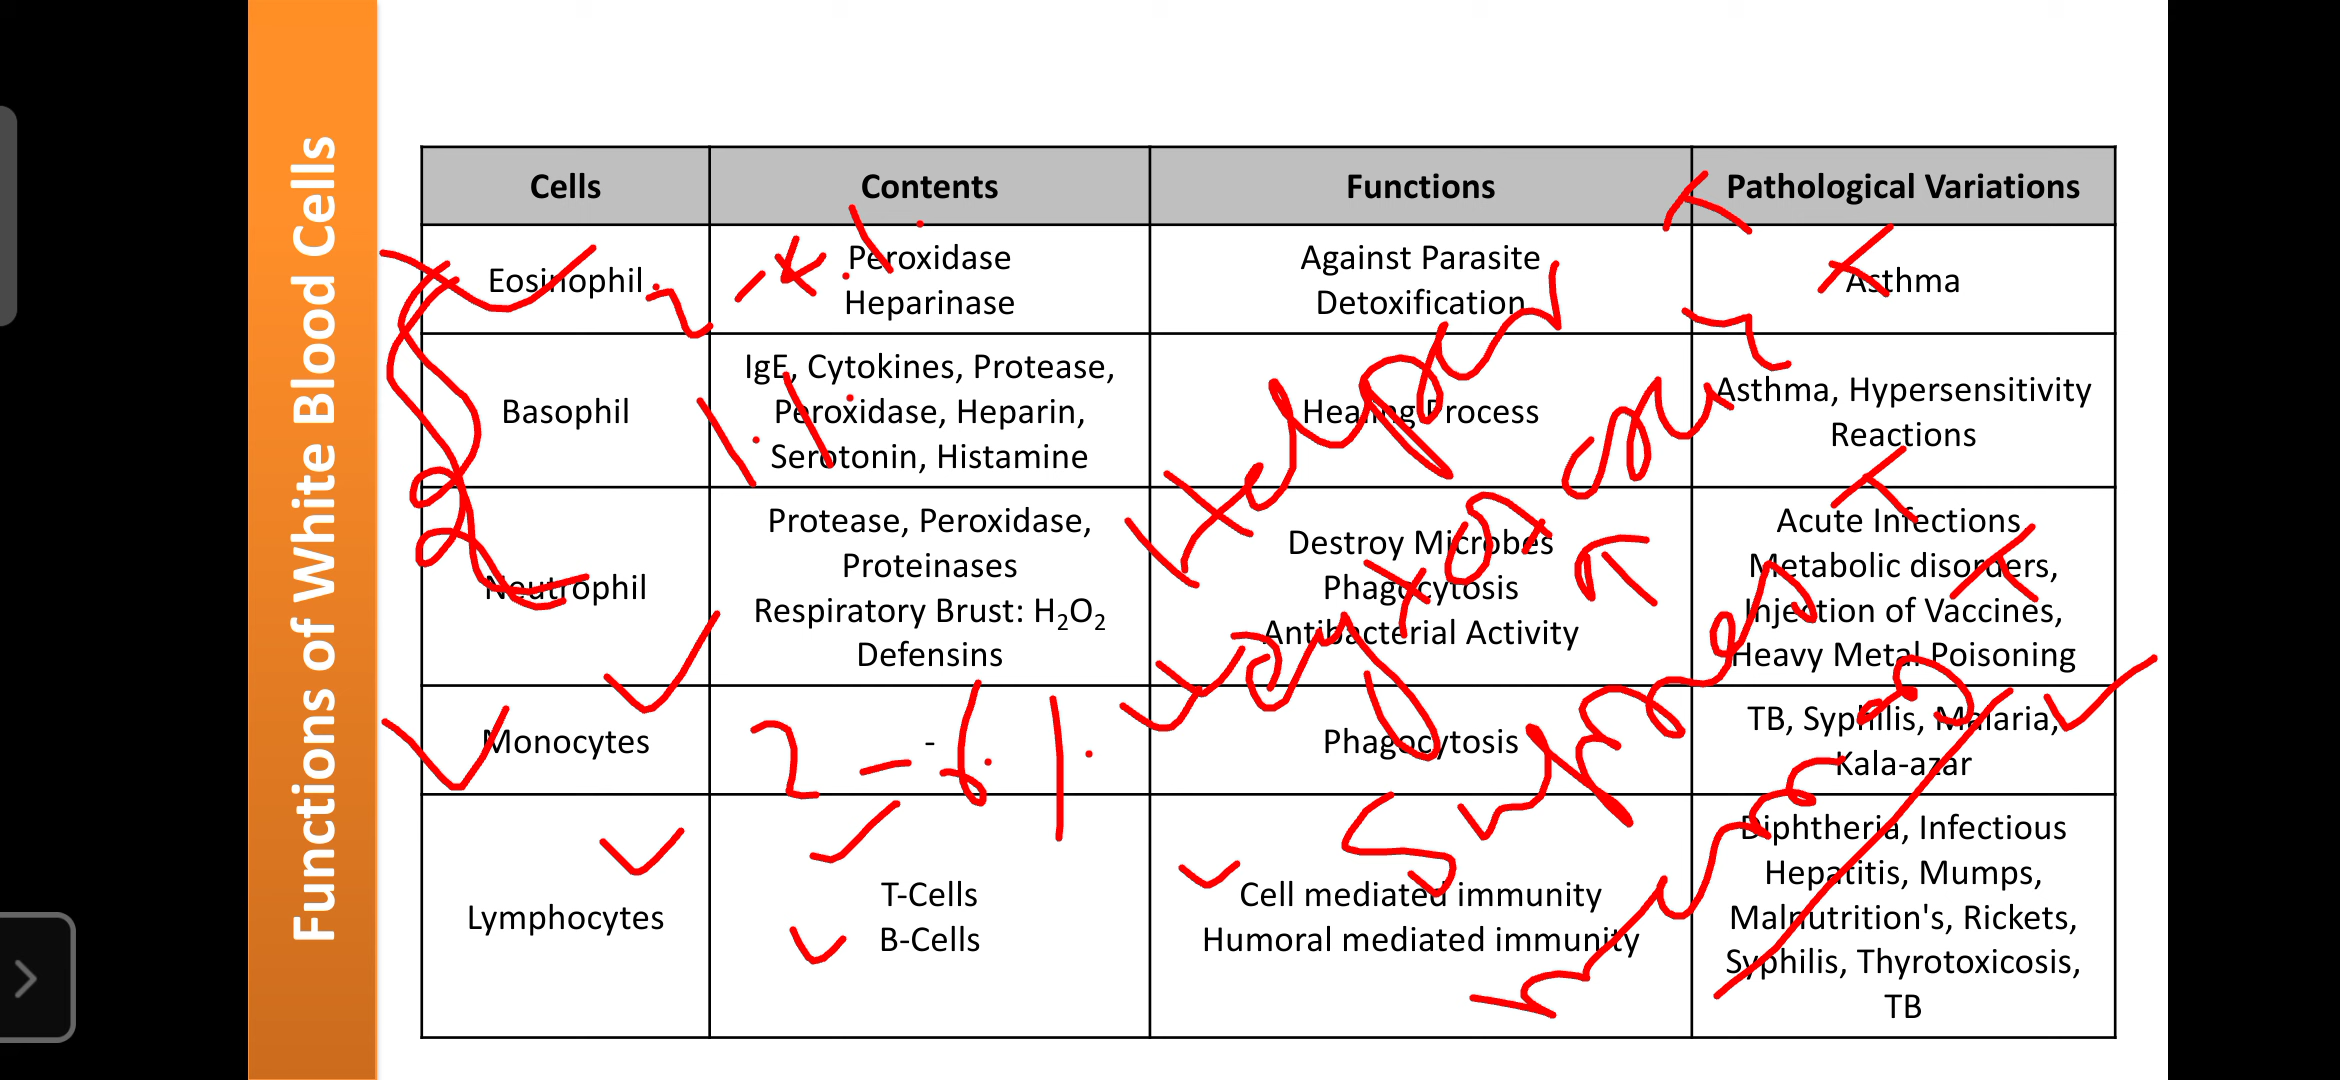 Functions of White Blood Cells
Cells Contents Functions Pathological Variations
Eosinophil
Peroxidase
Heparinase
Against Parasite
Detoxification
Asthma
Basophil
IgE, Cytokines, Protease,
Peroxidase, Heparin,
Serotonin, Histamine
Healing Process
Asthma, Hypersensitivity
Reactions
Neutrophil
Protease, Peroxidase,
Proteinases
Respiratory Brust: H₂O₂
Defensins
Destroy Microbes
Phagocytosis
Antibacterial Activity
Acute Infections,
Metabolic disorders,
Injection of Vaccines,
Heavy Metal Poisoning
Monocytes
-
Phagocytosis
TB, Syphilis, Malaria,
Kala-azar
Lymphocytes
T-Cells
B-Cells
Cell mediated immunity
Humoral mediated immunity
Diphtheria, Infectious
Hepatitis, Mumps,
Malnutrition's, Rickets,
Syphilis, Thyrotoxicosis,
TB